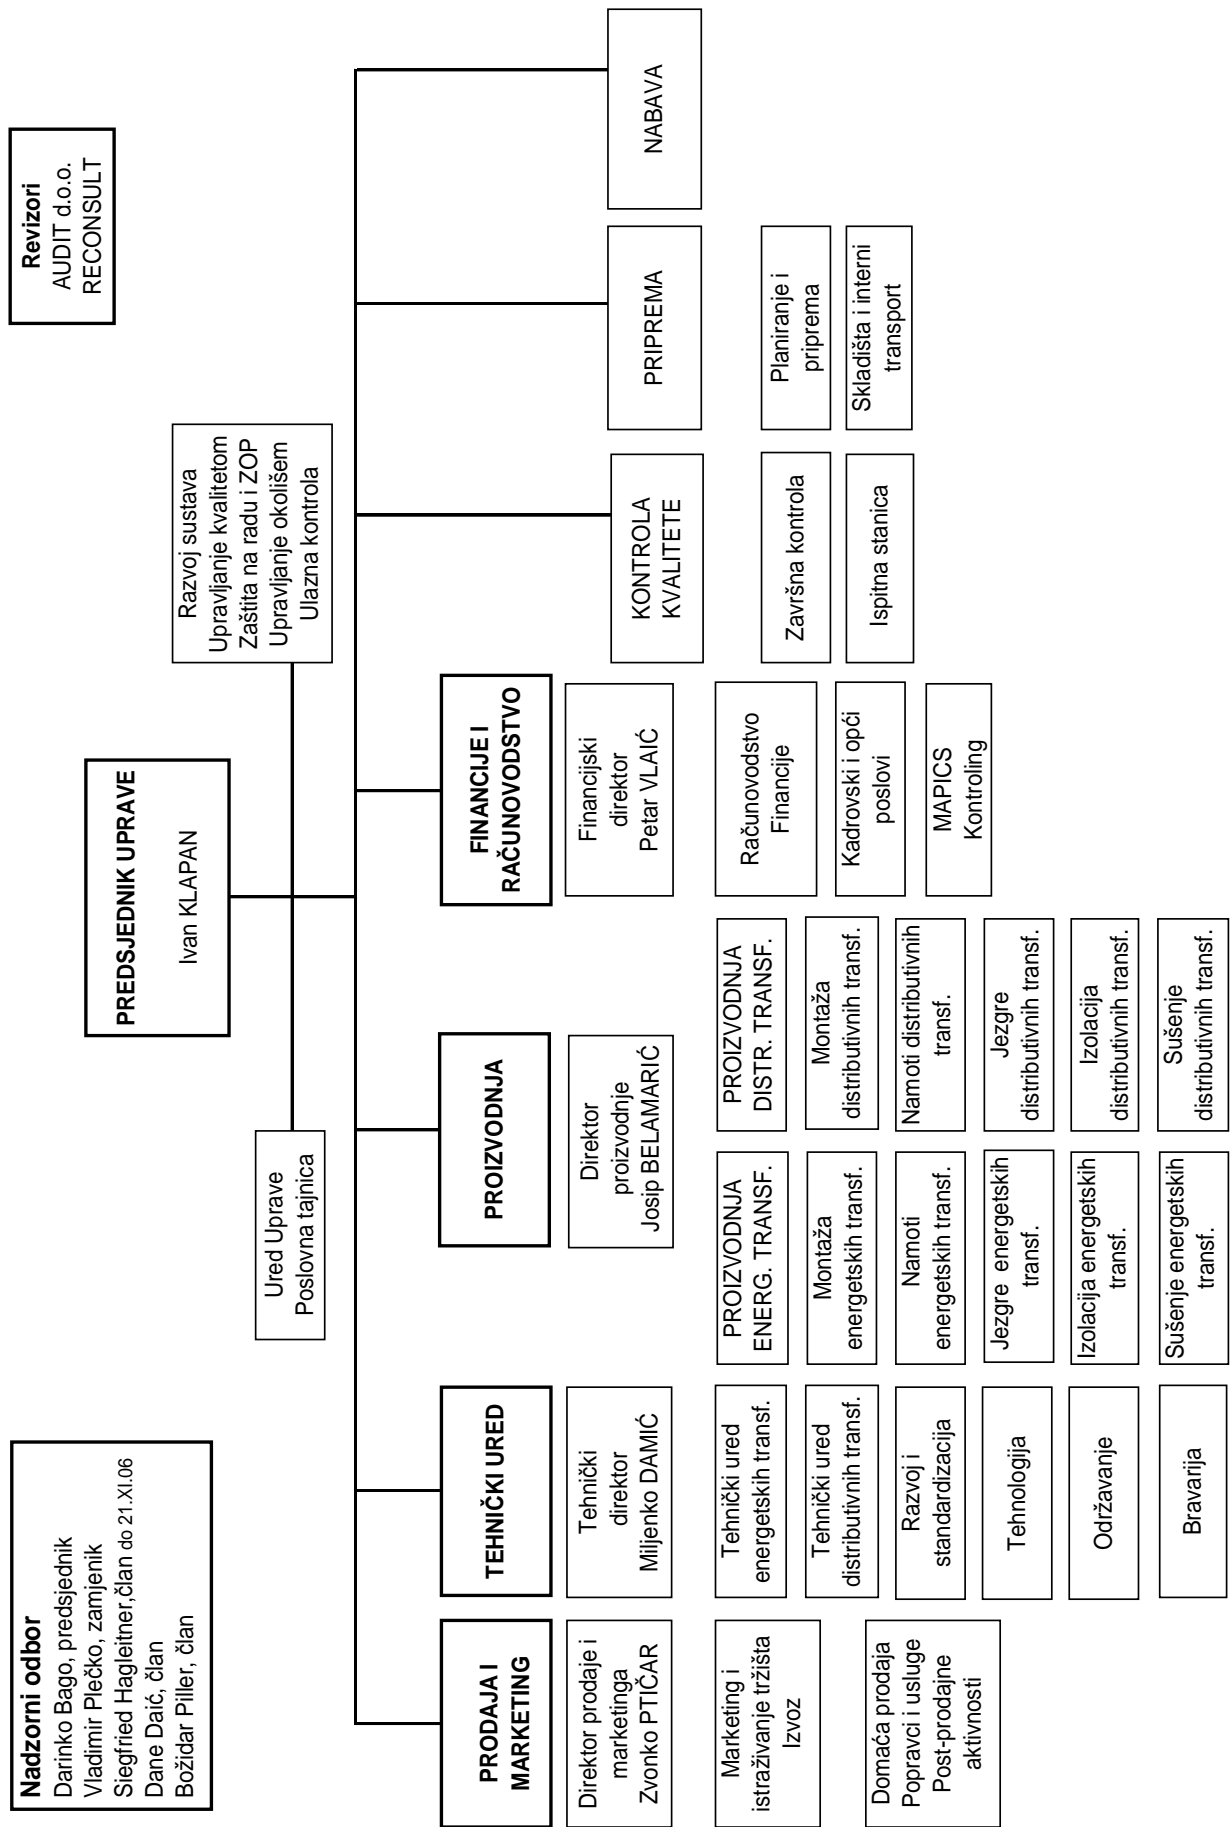 Nadzorni odbor
Darinko Bago, predsjednik
Vladimir Plečko, zamjenik
Siegfried Hagleitner,član do 21.XI.06
Dane Daić, član
Božidar Piller, član
Revizori
AUDIT d.o.o.
RECONSULT
PREDSJEDNIK UPRAVE
Ivan KLAPAN
Ured Uprave
Poslovna tajnica
Razvoj sustava
Upravljanje kvalitetom
Zaštita na radu i ZOP
Upravljanje okolišem
Ulazna kontrola
PRODAJA I
MARKETING
Direktor prodaje i
marketinga
Zvonko PTIČAR
Marketing i
istraživanje tržišta
Izvoz
Domaća prodaja
Popravci i usluge
Post-prodajne
aktivnosti
TEHNIČKI URED
Tehnički
direktor
Miljenko DAMIĆ
Tehnički ured
energetskih transf.
Tehnički ured
distributivnih transf.
Razvoj i
standardizacija
Tehnologija
Održavanje
Bravarija
PROIZVODNJA
Direktor
proizvodnje
Josip BELAMARIĆ
PROIZVODNJA
ENERG. TRANSF.
Montaža
energetskih transf.
Namoti
energetskih transf.
Jezgre energetskih
transf.
Izolacija energetskih
transf.
Sušenje energetskih
transf.
PROIZVODNJA
DISTR. TRANSF.
Montaža
distributivnih transf.
Namoti distributivnih
transf.
Jezgre
distributivnih transf.
Izolacija
distributivnih transf.
Sušenje
distributivnih transf.
FINANCIJE I
RAČUNOVODSTVO
Financijski
direktor
Petar VLAIĆ
Računovodstvo
Financije
Kadrovski i opći
poslovi
MAPICS
Kontroling
KONTROLA
KVALITETE
Završna kontrola
Ispitna stanica
PRIPREMA
Planiranje i
priprema
Skladišta i interni
transport
NABAVA